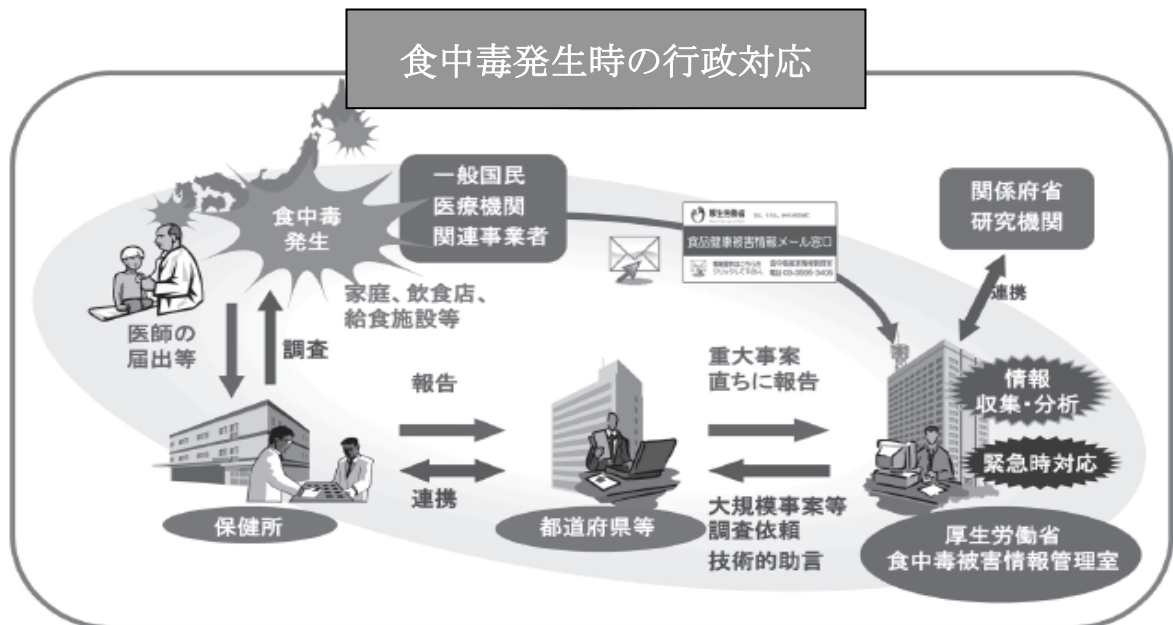 食中毒発生時の行政対応
食中毒
発生
一般国民
医療機関
関連事業者
厚生労働省
食品健康被害情報メール窓口
関係府省
研究機関
連携
家庭、飲食店、
給食施設等
医師の
届出等
調査
報告
連携
重大事案
直ちに報告
大規模事案等
調査依頼
技術的助言
情報
収集・分析
緊急時対応
保健所
都道府県等
厚生労働省
食中毒被害情報管理室